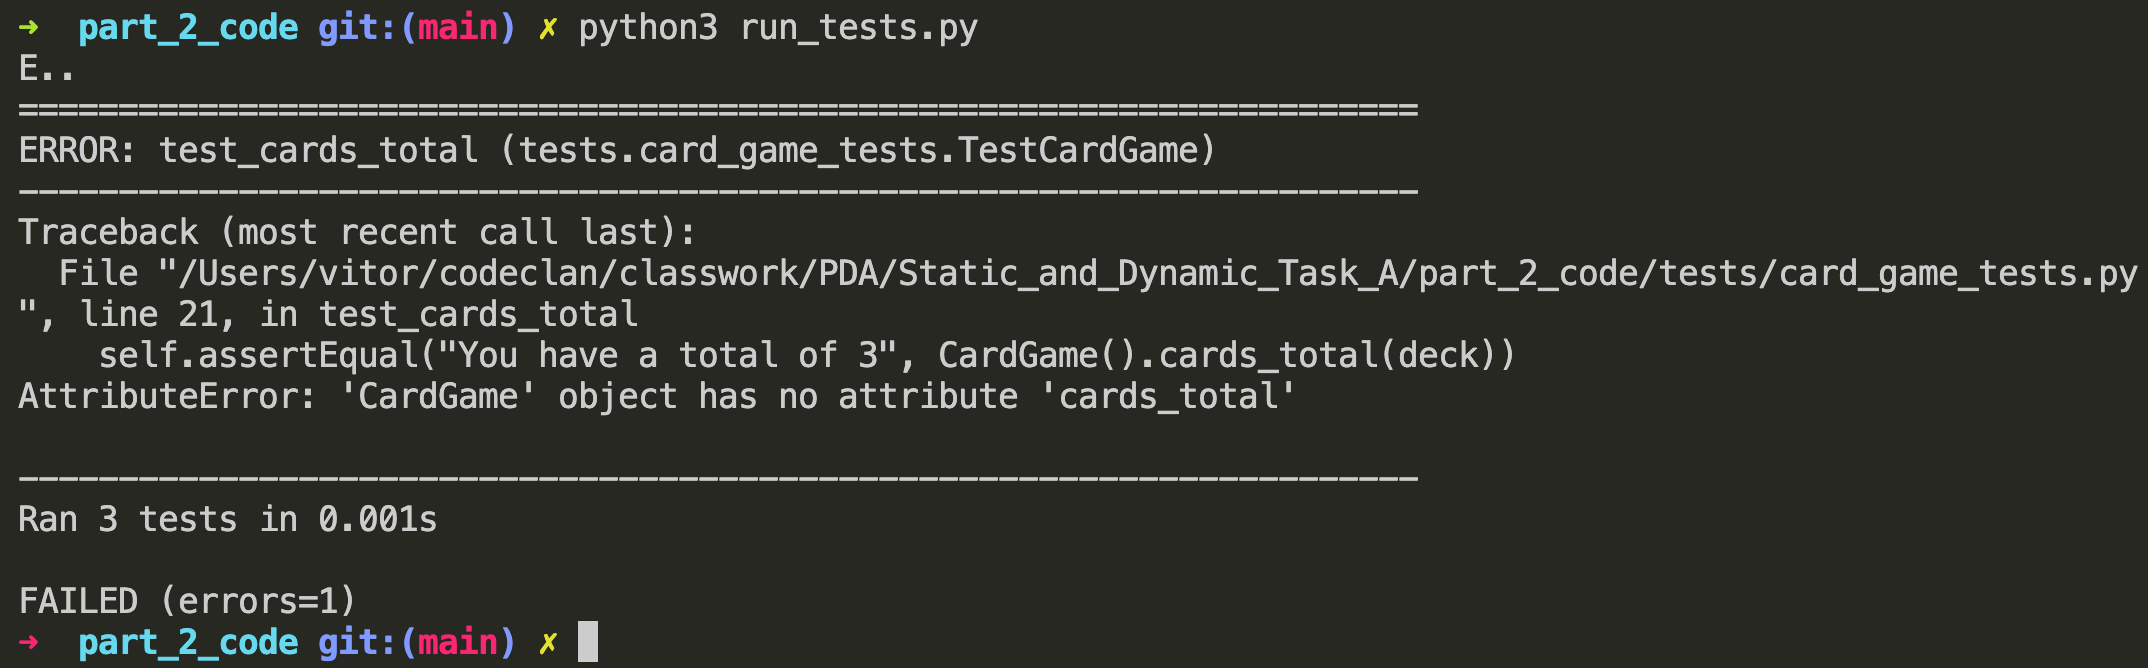 ➜  part_2_code git:(main) ✗ python3 run_tests.py
E..
======================================================================
ERROR: test_cards_total (tests.card_game_tests.TestCardGame)
----------------------------------------------------------------------
Traceback (most recent call last):
  File "/Users/vitor/codeclan/classwork/PDA/Static_and_Dynamic_Task_A/part_2_code/tests/card_game_tests.py
", line 21, in test_cards_total
    self.assertEqual("You have a total of 3", CardGame().cards_total(deck))
AttributeError: 'CardGame' object has no attribute 'cards_total'

----------------------------------------------------------------------
Ran 3 tests in 0.001s

FAILED (errors=1)
➜  part_2_code git:(main) ✗